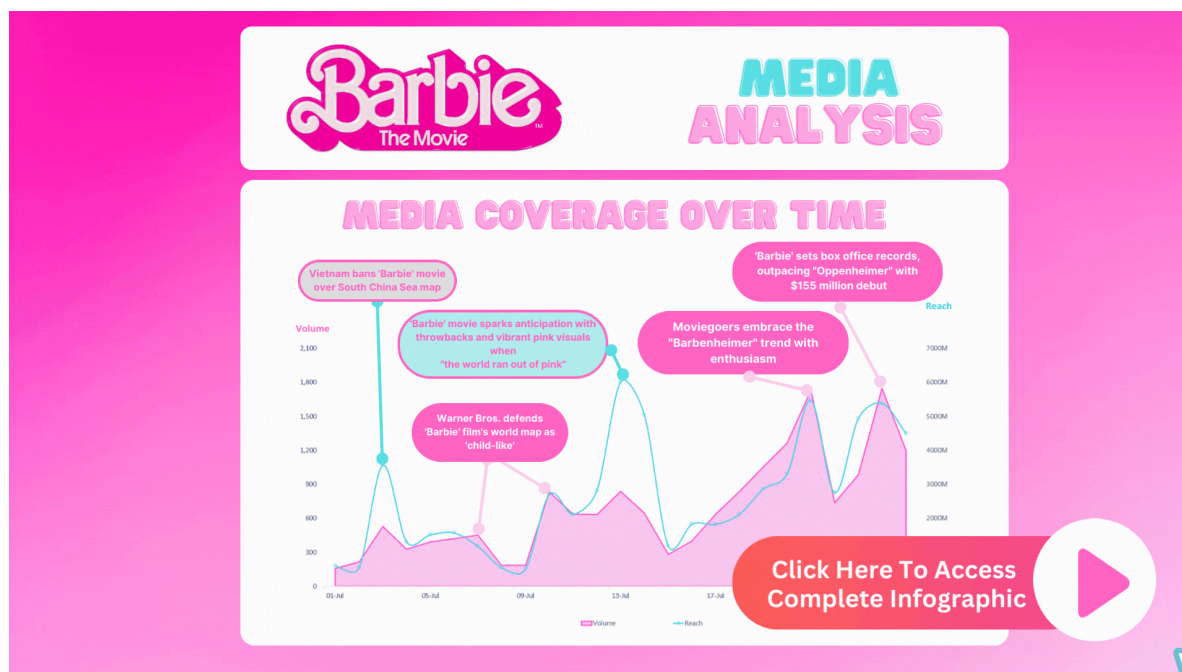 Barbie
TM
The Movie
MEDIA
ANALYSIS
MEDIA COVERAGE OVER TIME
Vietnam bans 'Barbie' movie
over South China Sea map
'Barbie' movie sparks anticipation with
throwbacks and vibrant pink visuals
when
"the world ran out of pink"
Warner Bros. defends
'Barbie' film's world map as
'child-like'
Moviegoers embrace the
"Barbenheimer" trend with
enthusiasm
'Barbie' sets box office records,
outpacing "Oppenheimer" with
$155 million debut
Volume
2,100
1,800
1,500
1,200
900
600
300
0
Reach
7000M
6000M
5000M
4000M
3000M
2000M
01-Jul
05-Jul
09-Jul
13-Jul
17-Jul
Volume
Reach
Click Here To Access
Complete Infographic